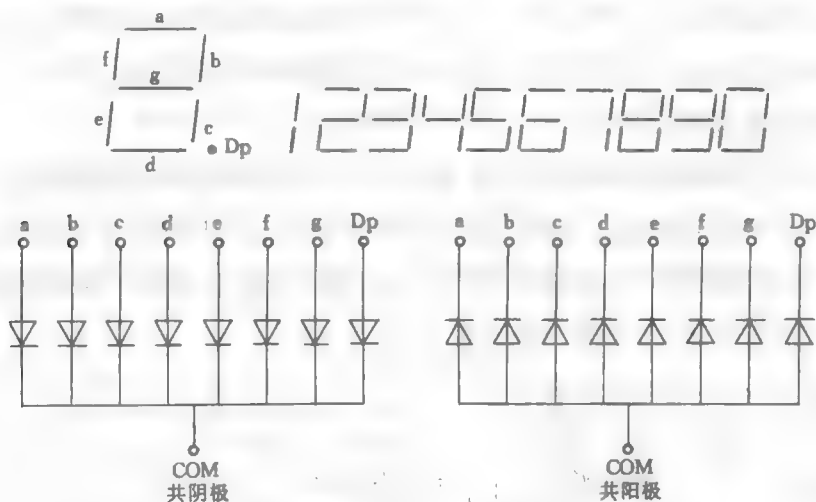 a
f b
g
e c
d Dp
1234567890
a b c d e f g Dp
a b c d e f g Dp
COM
共阴极
COM
共阳极